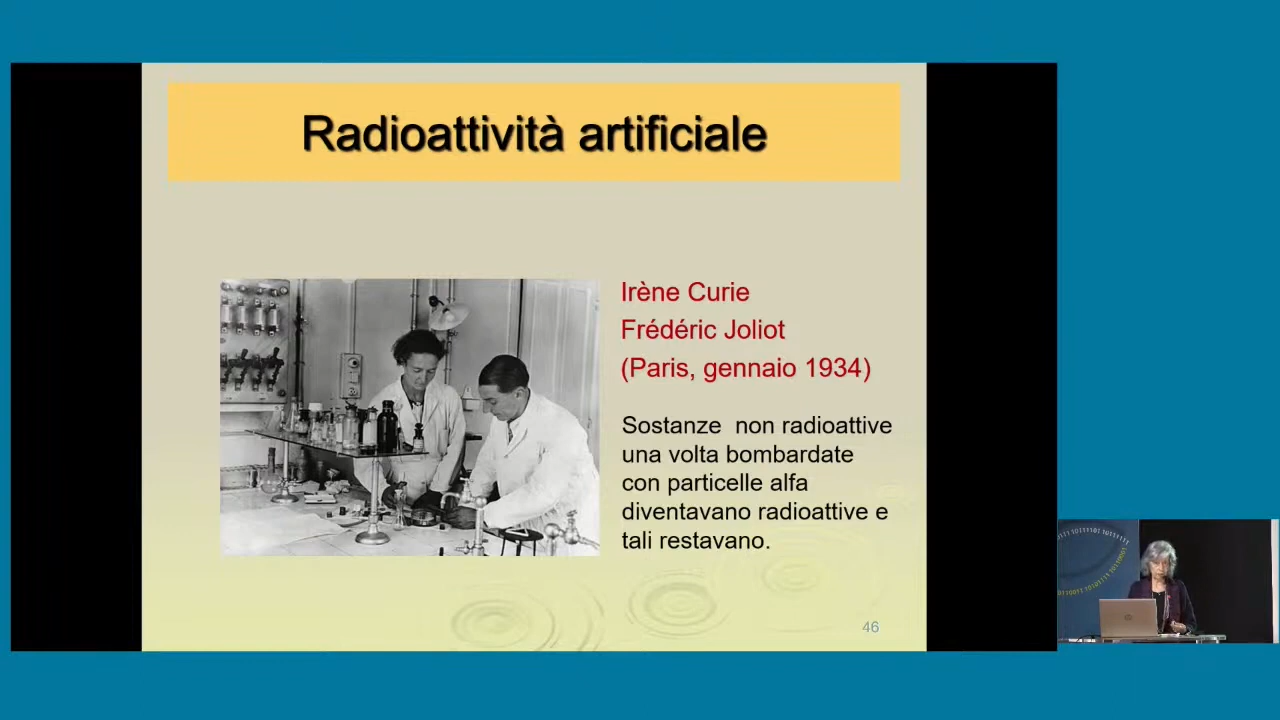 Radioattività artificiale
Irène Curie
Frédéric Joliot
(Paris, gennaio 1934)
Sostanze non radioattive
una volta bombardate
con particelle alfa
diventavano radioattive e
tali restavano.
46